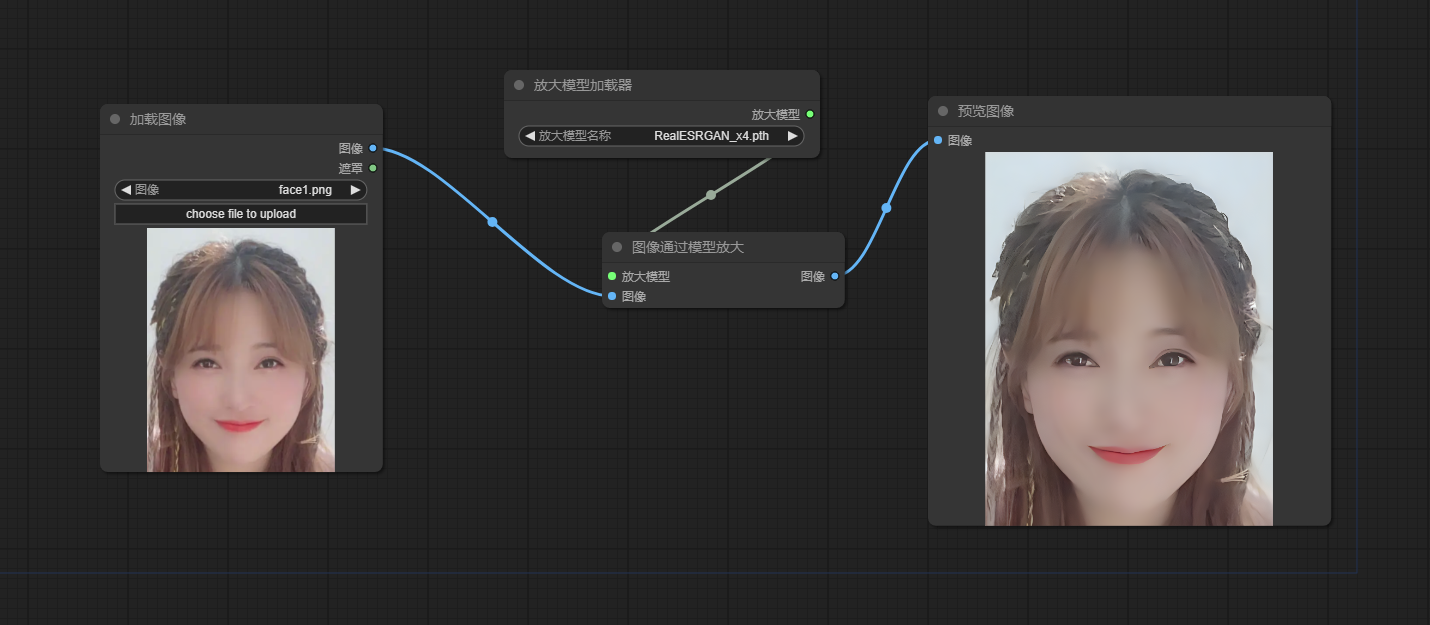 加载图像
图像
遮罩
图像 face1.png
choose file to upload
放大模型加载器
放大模型
放大模型名称 RealESRGAN_x4.pth
图像通过模型放大
放大模型 图像
图像
预览图像
图像